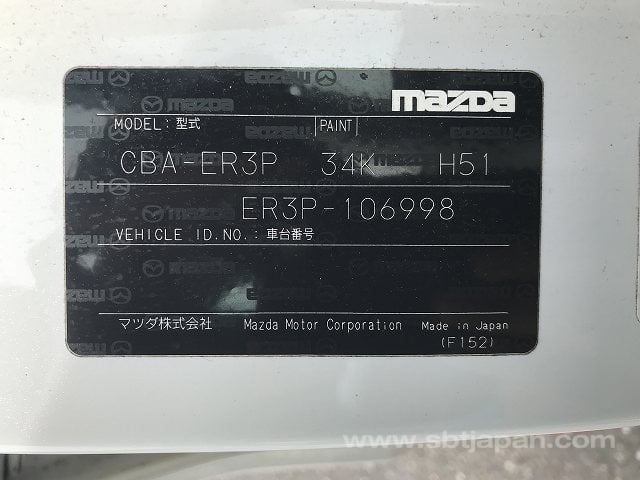 mazda
MODEL: 型式 PAINT
CBA-ER3P 34K H51
ER3P-106998
VEHICLE ID.NO.: 車台番号
マツダ株式会社 Mazda Motor Corporation Made in Japan
(F152)
www.sbtjapan.com